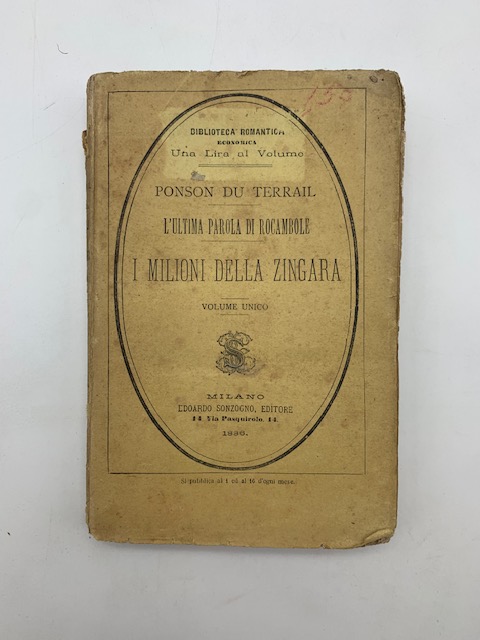 BIBLIOTECA ROMANTICA
ECONOMICA
Una Lira al Volume
PONSON DU TERRAIL
L'ULTIMA PAROLA DI ROCAMBOLE
I MILIONI DELLA ZINGARA
VOLUME UNICO
MILANO
EDOARDO SONZOGNO, EDITORE
14 Via Pasquirolo, 14.
1886.
Si pubblica al 1 ed al 16 d'ogni mese.